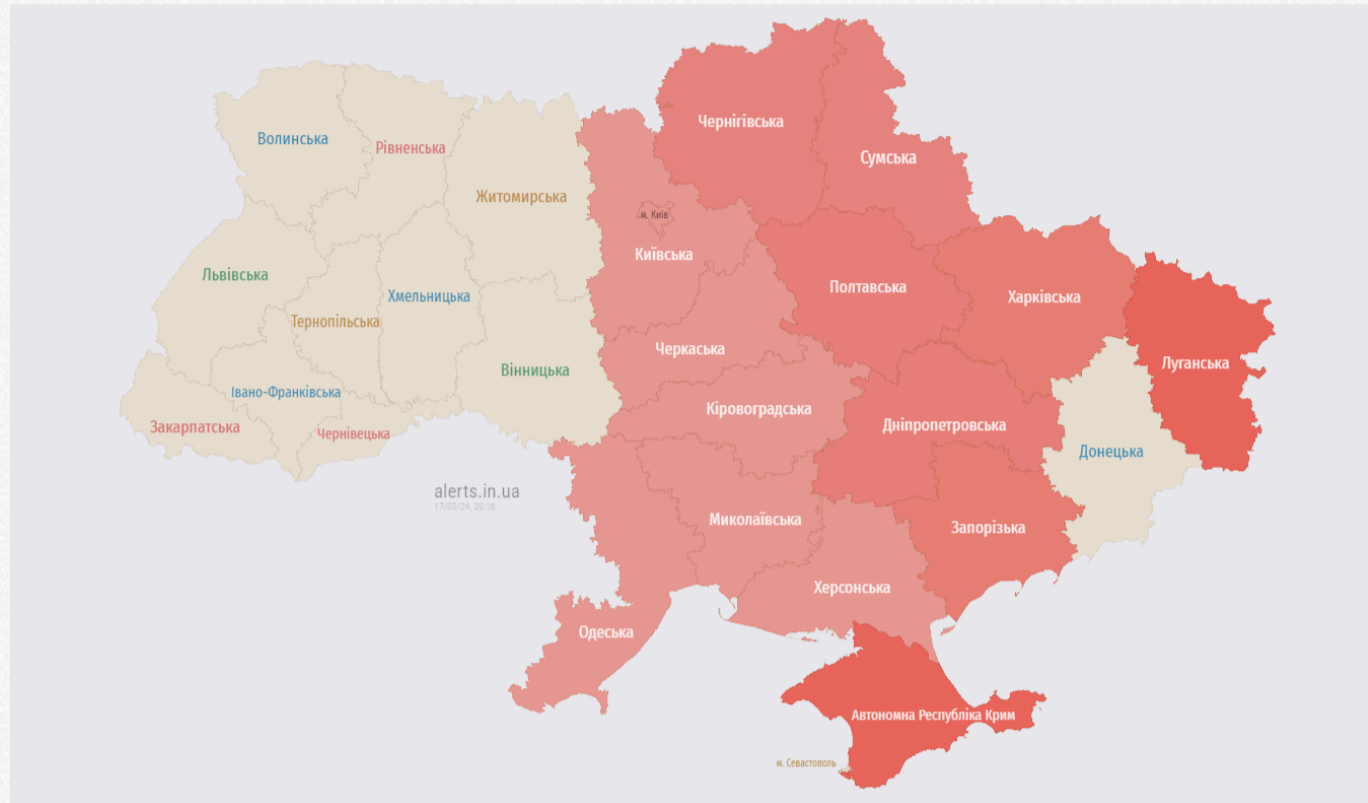 Чернігівська
Волинська
Рівненська
Сумська
Житомирська
м. Київ
Київська
Львівська
Полтавська
Хмельницька
Харківська
Тернопільська
Черкаська
Луганська
Вінницька
Івано-Франківська
Кіровоградська
Закарпатська
Дніпропетровська
Чернівецька
Донецька
alerts.in.ua
17/03/24, 20:16
Миколаївська
Запорізька
Херсонська
Одеська
Автономна Республіка Крим
м. Севастополь